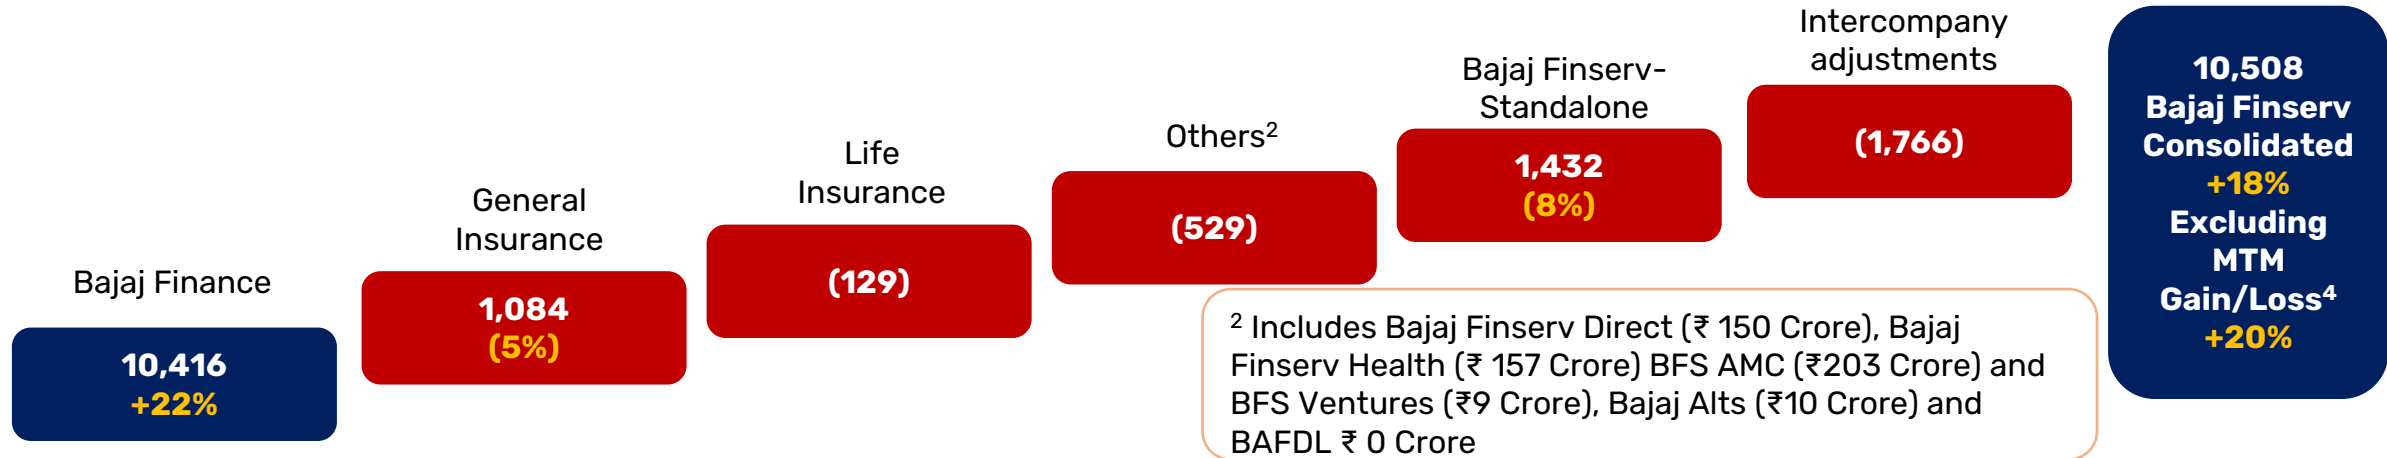 Bajaj Finance
10,416
+22%
General
Insurance
1,084
(5%)
Life
Insurance
(129)
Others²
(529)
Bajaj Finserv-
Standalone
1,432
(8%)
Intercompany
adjustments
(1,766)
10,508
Bajaj Finserv
Consolidated
+18%
Excluding
MTM
Gain/Loss⁴
+20%
² Includes Bajaj Finserv Direct (₹ 150 Crore), Bajaj
Finserv Health (₹ 157 Crore) BFS AMC (₹203 Crore) and
BFS Ventures (₹9 Crore), Bajaj Alts (₹10 Crore) and
BAFDL ₹ 0 Crore